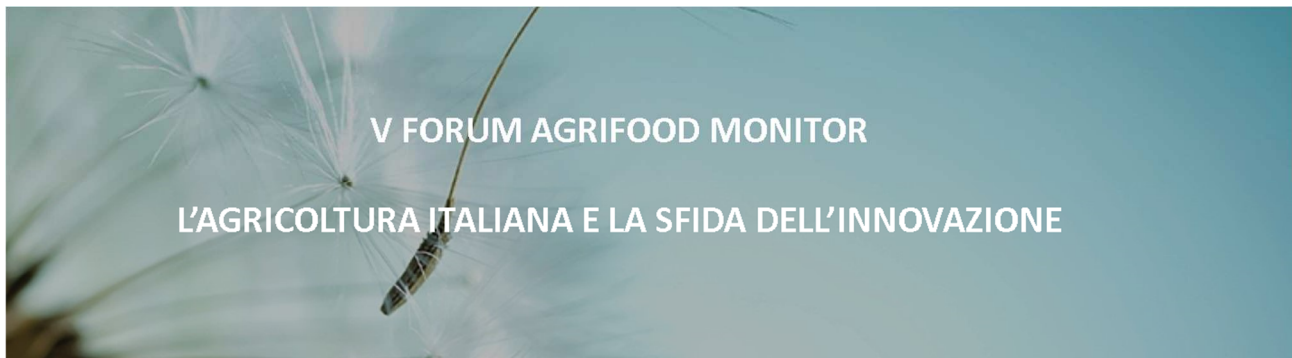 V FORUM AGRIFOOD MONITOR
L’AGRICOLTURA ITALIANA E LA SFIDA DELL’INNOVAZIONE